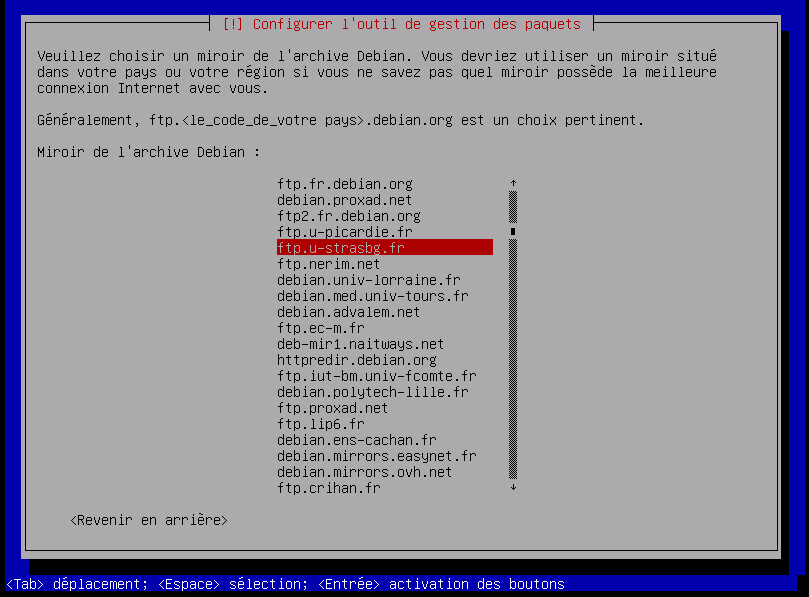 [!] Configurer l'outil de gestion des paquets
Veuillez choisir un miroir de l'archive Debian. Vous devriez utiliser un miroir situé
dans votre pays ou votre région si vous ne savez pas quel miroir possède la meilleure
connexion Internet avec vous.
Généralement, ftp.<le_code_de_votre pays>.debian.org est un choix pertinent.
Miroir de l'archive Debian :
ftp.fr.debian.org
debian.proxad.net
ftp2.fr.debian.org
ftp.u-picardie.fr
ftp.u-strasbg.fr
ftp.nerim.net
debian.univ-lorraine.fr
debian.med.univ-tours.fr
debian.advalem.net
ftp.ec-m.fr
deb-mir1.naitways.net
httpredir.debian.org
ftp.iut-bm.univ-fcomte.fr
debian.polytech-lille.fr
ftp.proxad.net
ftp.lip6.fr
debian.ens-cachan.fr
debian.mirrors.easynet.fr
debian.mirrors.ovh.net
ftp.crihan.fr
<Revenir en arrière>
<Tab> déplacement; <Espace> sélection; <Entrée> activation des boutons